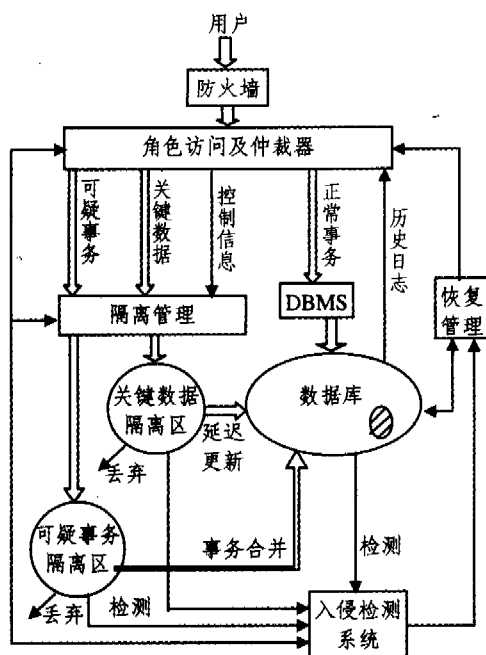 用户
防火墙
角色访问及仲裁器
可疑事务
关键数据
控制信息
正常事务
历史日志
隔离管理
DBMS
恢复
管理
关键数据
隔离区
延迟
更新
数据库
丢弃
可疑事务
隔离区
事务合并
检测
丢弃
检测
入侵检测
系统